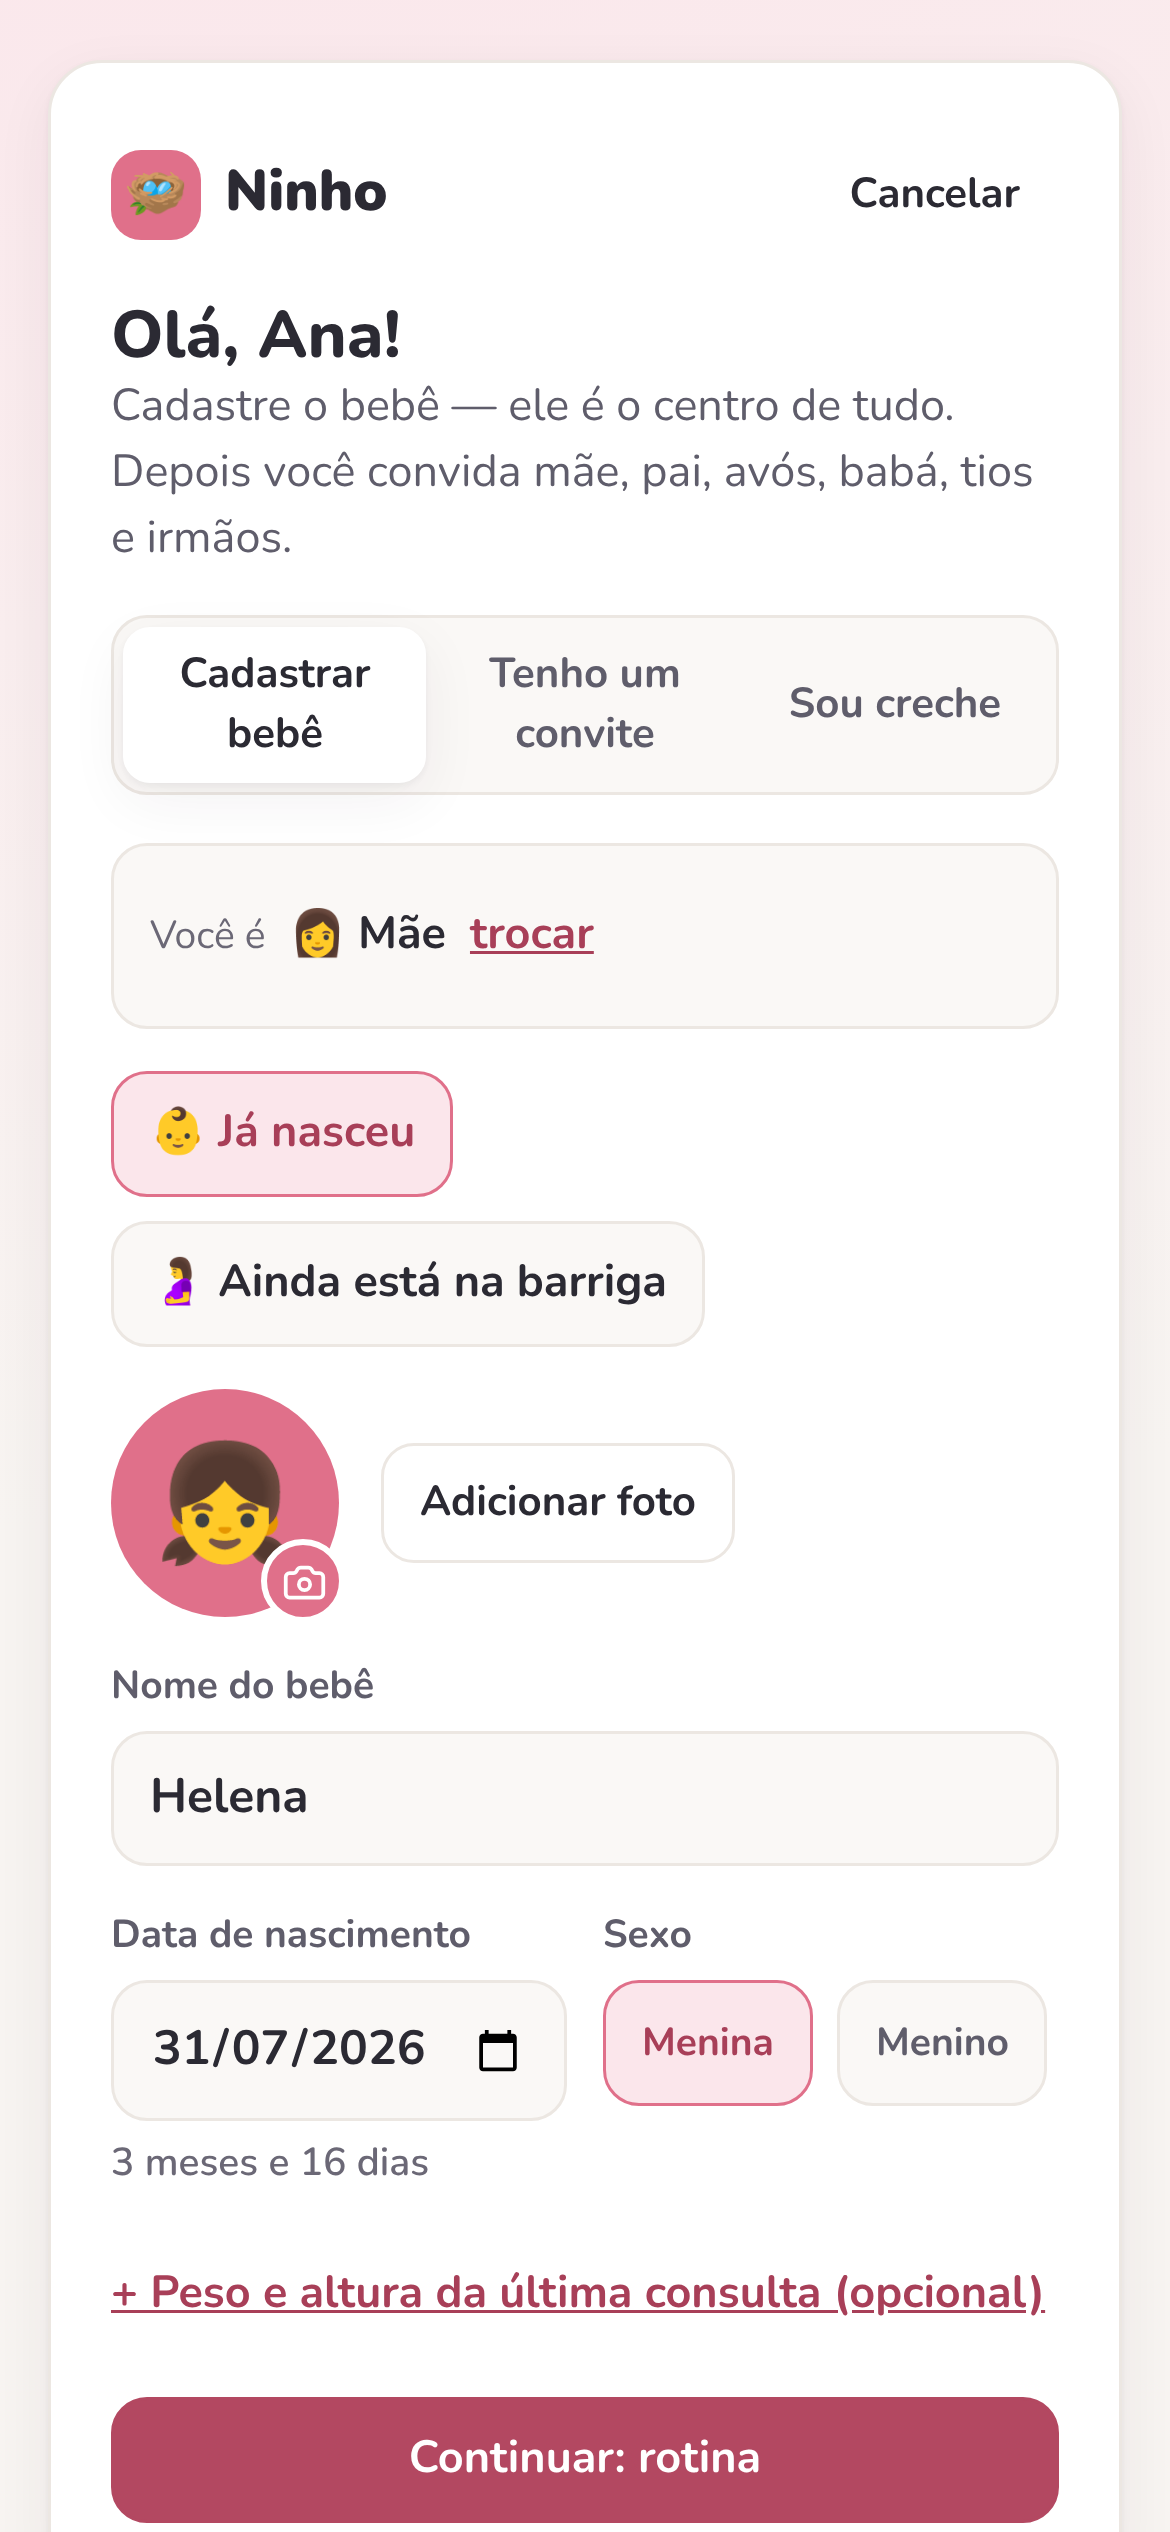 Ninho
Cancelar
Olá, Ana!
Cadastre o bebê — ele é o centro de tudo.
Depois você convida mãe, pai, avós, babá, tios
e irmãos.
Cadastrar
bebê
Tenho um
convite
Sou creche
Você é 👩 Mãe trocar
👶 Já nasceu
🤰 Ainda está na barriga
Adicionar foto
Nome do bebê
Helena
Data de nascimento
Sexo
31/07/2026
Menina
Menino
3 meses e 16 dias
+ Peso e altura da última consulta (opcional)
Continuar: rotina